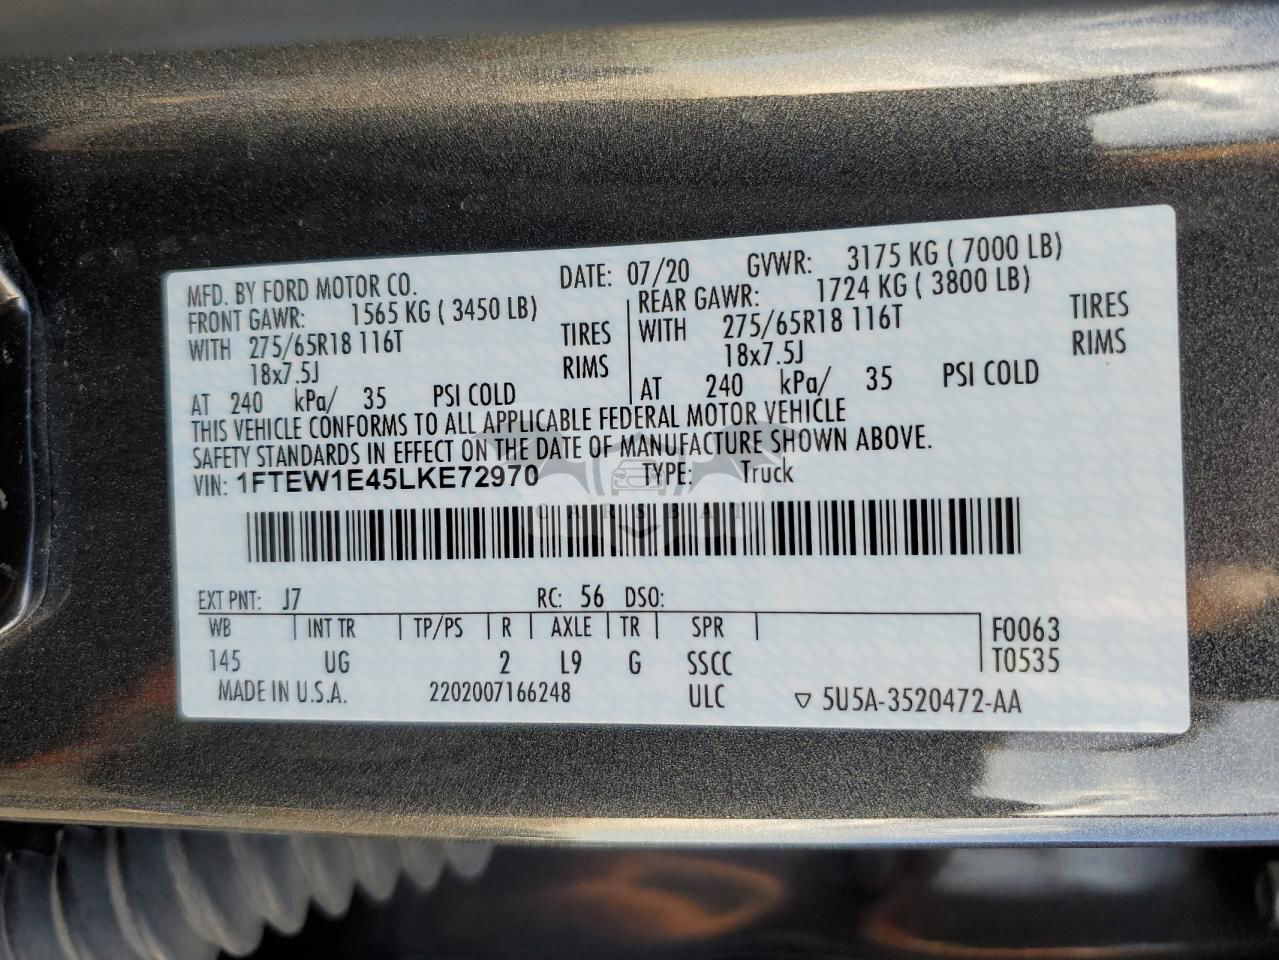 MFD. BY FORD MOTOR CO. DATE: 07/20 GVWR: 3175 KG ( 7000 LB)
FRONT GAWR: 1565 KG ( 3450 LB) REAR GAWR: 1724 KG ( 3800 LB)
WITH 275/65R18 116T TIRES WITH 275/65R18 116T TIRES
18x7.5J RIMS 18x7.5J RIMS
AT 240 kPa/ 35 PSI COLD AT 240 kPa/ 35 PSI COLD
THIS VEHICLE CONFORMS TO ALL APPLICABLE FEDERAL MOTOR VEHICLE
SAFETY STANDARDS IN EFFECT ON THE DATE OF MANUFACTURE SHOWN ABOVE.
VIN: 1FTEW1E45LKE72970 TYPE: Truck
CARSBAT
EXT PNT: J7 RC: 56 DSO:
WB INT TR TP/PS R AXLE TR SPR F0063
145 UG 2 L9 G SSCC T0535
MADE IN U.S.A. 2202007166248 ULC ▽ 5U5A-3520472-AA